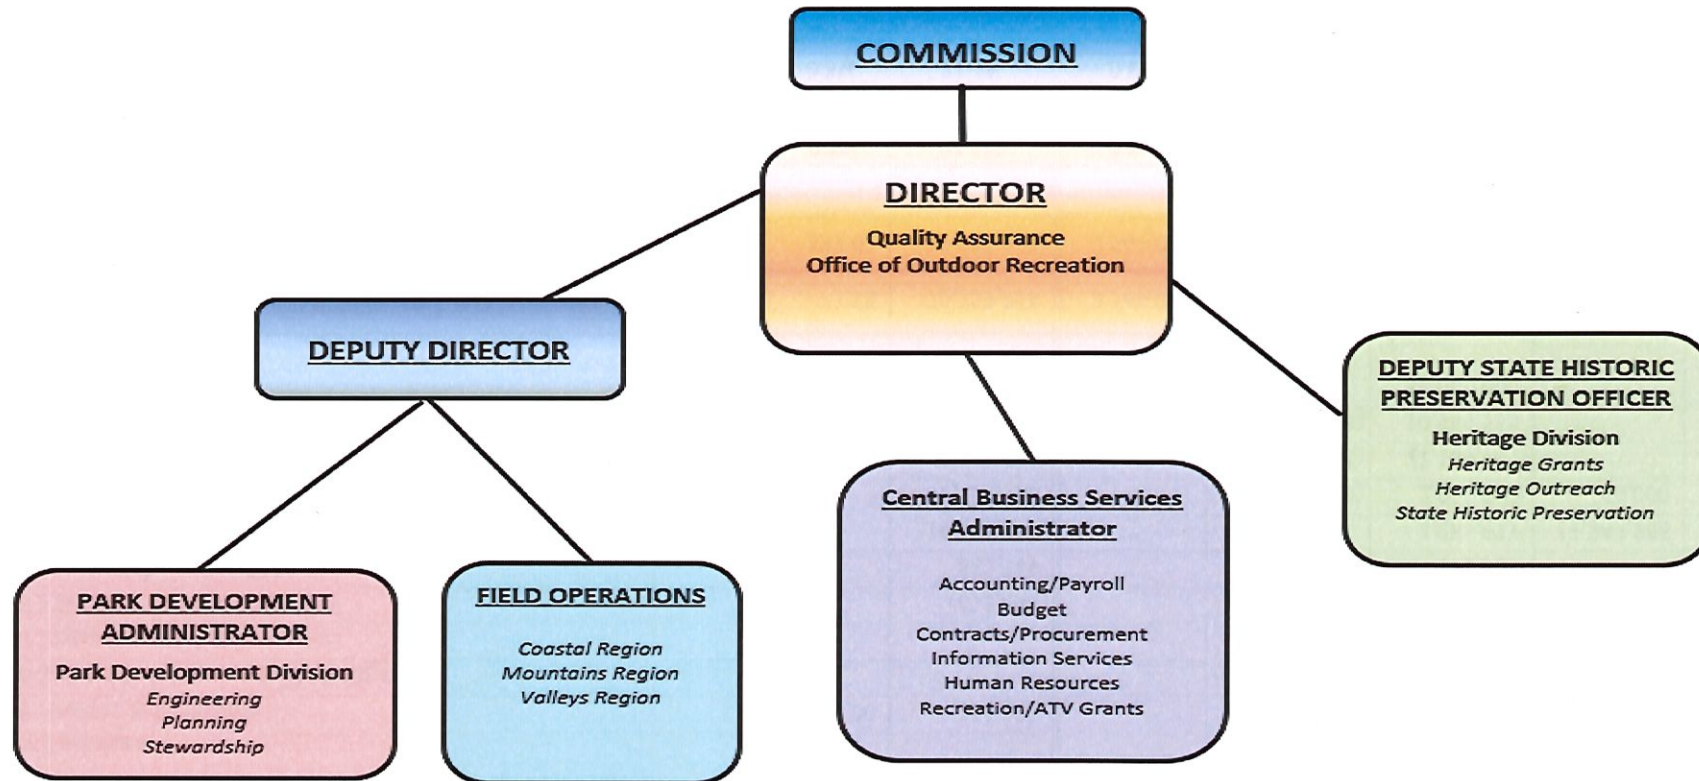 COMMISSION
DIRECTOR
Quality Assurance
Office of Outdoor Recreation
DEPUTY DIRECTOR
DEPUTY STATE HISTORIC
PRESERVATION OFFICER
Heritage Division
Heritage Grants
Heritage Outreach
State Historic Preservation
Central Business Services
Administrator
Accounting/Payroll
Budget
Contracts/Procurement
Information Services
Human Resources
Recreation/ATV Grants
PARK DEVELOPMENT
ADMINISTRATOR
Park Development Division
Engineering
Planning
Stewardship
FIELD OPERATIONS
Coastal Region
Mountains Region
Valleys Region